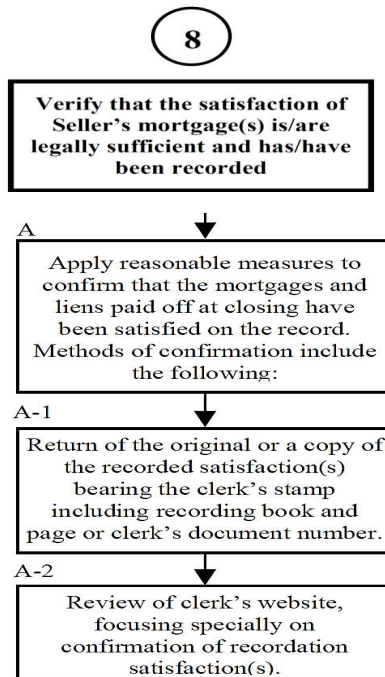 8
Verify that the satisfaction of
Seller's mortgage(s) is/are
legally sufficient and has/have
been recorded
A
Apply reasonable measures to
confirm that the mortgages and
liens paid off at closing have
been satisfied on the record.
Methods of confirmation include
the following:
A-1
Return of the original or a copy of
the recorded satisfaction(s)
bearing the clerk's stamp
including recording book and
page or clerk's document number.
A-2
Review of clerk's website,
focusing specially on
confirmation of recordation
satisfaction(s).